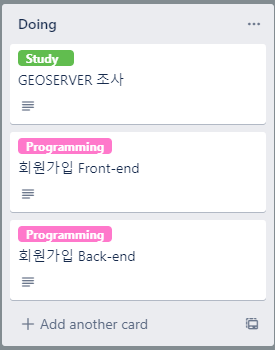 Doing
Study
GEOSERVER 조사
Programming
회원가입 Front-end
Programming
회원가입 Back-end
Add another card